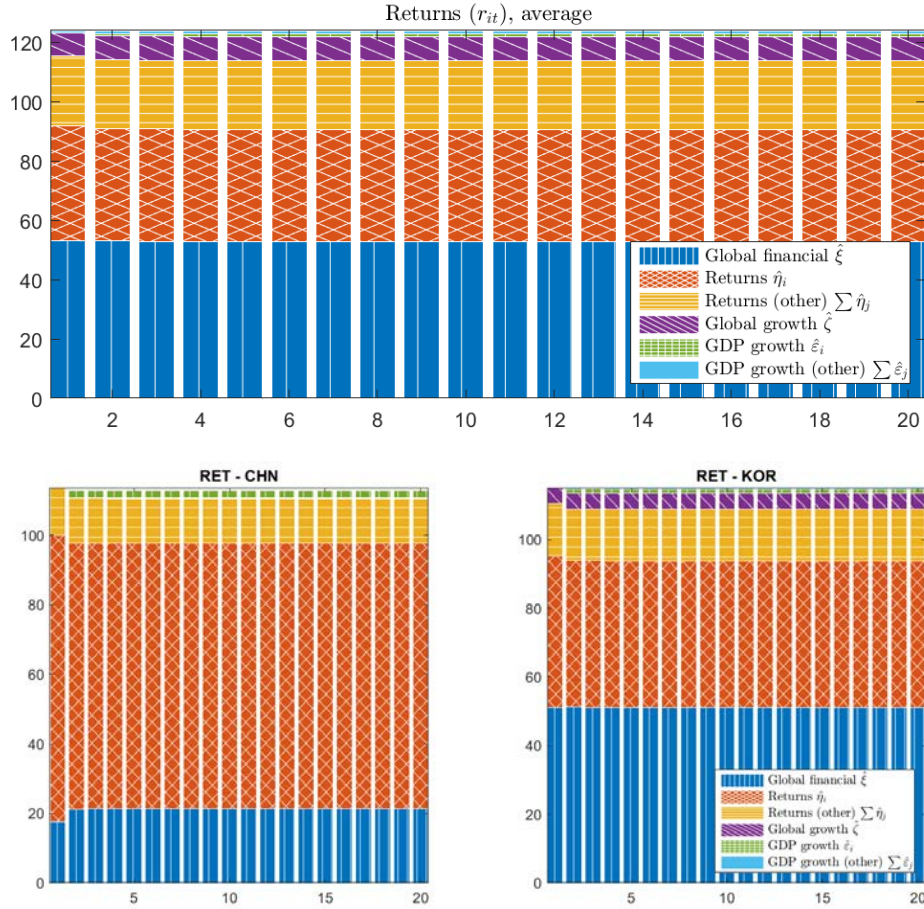 Returns (r_{it}), average
120
100
80
60
40
20
0
2 4 6 8 10 12 14 16 18 20
Global financial ξ̂
Returns η̂_i
Returns (other) ∑ η̂_j
Global growth ζ̂
GDP growth ε̂_i
GDP growth (other) ∑ ε̂_j
RET - CHN
100
80
60
40
20
0
5 10 15 20
RET - KOR
100
80
60
40
20
0
5 10 15 20
Global financial ξ̂
Returns η̂_i
Returns (other) ∑ η̂_j
Global growth ζ̂
GDP growth ε̂_i
GDP growth (other) ∑ ε̂_j